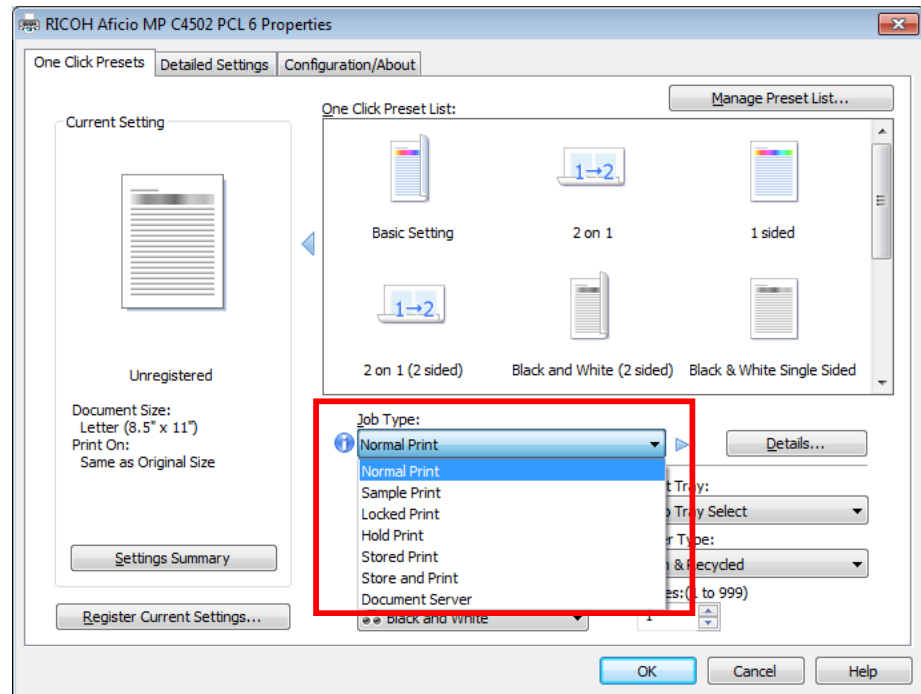 RICOH Aficio MP C4502 PCL 6 Properties
One Click Presets
Detailed Settings
Configuration/About
Current Setting
Unregistered
Document Size:
Letter (8.5" x 11")
Print On:
Same as Original Size
Settings Summary
Register Current Settings...
One Click Preset List:
Manage Preset List...
1→2
Basic Setting
2 on 1
1 sided
1→2
2 on 1 (2 sided)
Black and White (2 sided)
Black & White Single Sided
Job Type:
Normal Print
Details...
Normal Print
Sample Print
Locked Print
Hold Print
Stored Print
Store and Print
Document Server
Tray:
Tray Select
Type:
& Recycled
to 999)
Black and White
1
OK
Cancel
Help